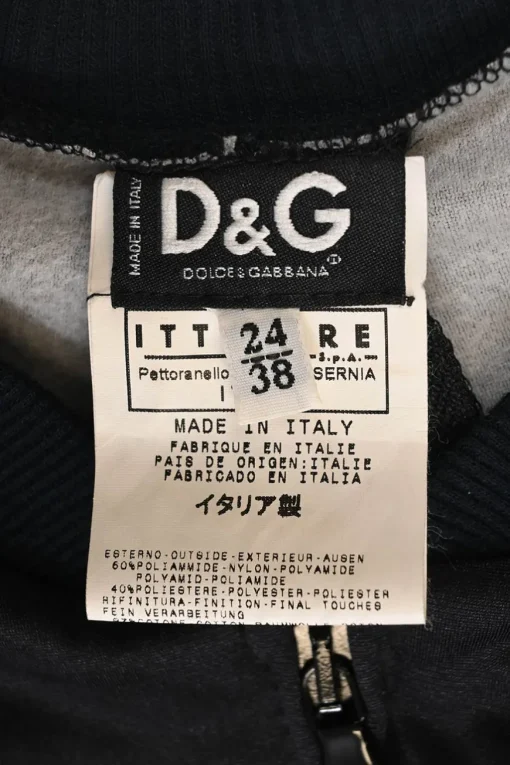 MADE IN ITALY
D&G
DOLCE & GABBANA
ITT RE
24
38
S.p.A.
Pettoranello SERNIA
I
MADE IN ITALY
FABRIQUE EN ITALIE
PAIS DE ORIGEN:ITALIE
FABRICADO EN ITALIA
イタリア製
ESTERNO-OUTSIDE-EXTERIEUR-AUSEN
60%POLIAMMIDE-NYLON-POLYAMIDE
POLYAMID-POLIAMIDE
40%POLIESTERE-POLYESTER-POLIESTER
RIFINITURA-FINITION-FINAL TOUCHES
FEIN VERARBEITUNG